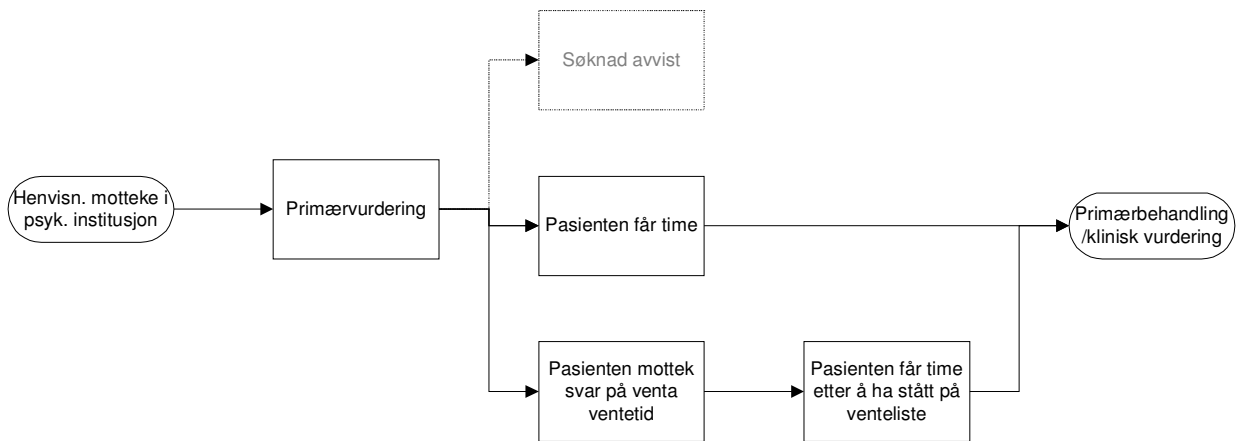 Søknad avvist
Henvisn. motteke i
psyk. institusjon
Primærvurdering
Pasienten får time
Primærbehandling
/klinisk vurdering
Pasienten mottek
svar på venta
ventetid
Pasienten får time
etter å ha stått på
venteliste